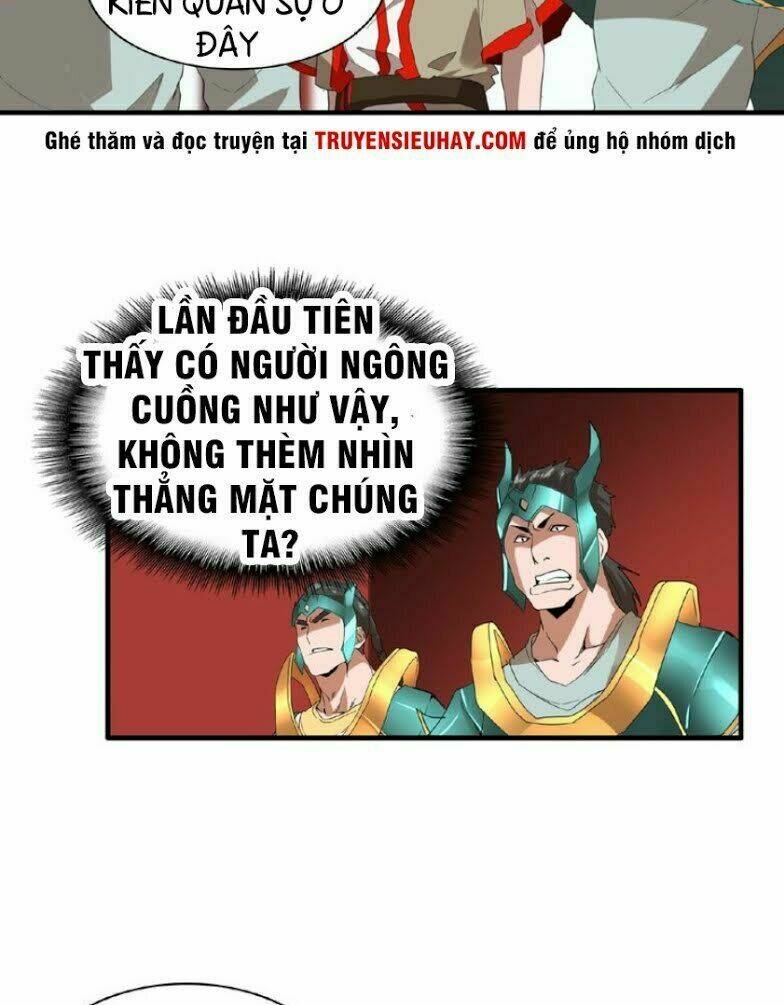 KIẾN QUÂN SỰ Ở
ĐÂY
Ghé thăm và đọc truyện tại TRUYENSIEUHAY.COM để ủng hộ nhóm dịch
LẦN ĐẦU TIÊN
THẤY CÓ NGƯỜI NGÔNG
CUỒNG NHƯ VẬY,
KHÔNG THÈM NHÌN
THẲNG MẶT CHÚNG
TA?